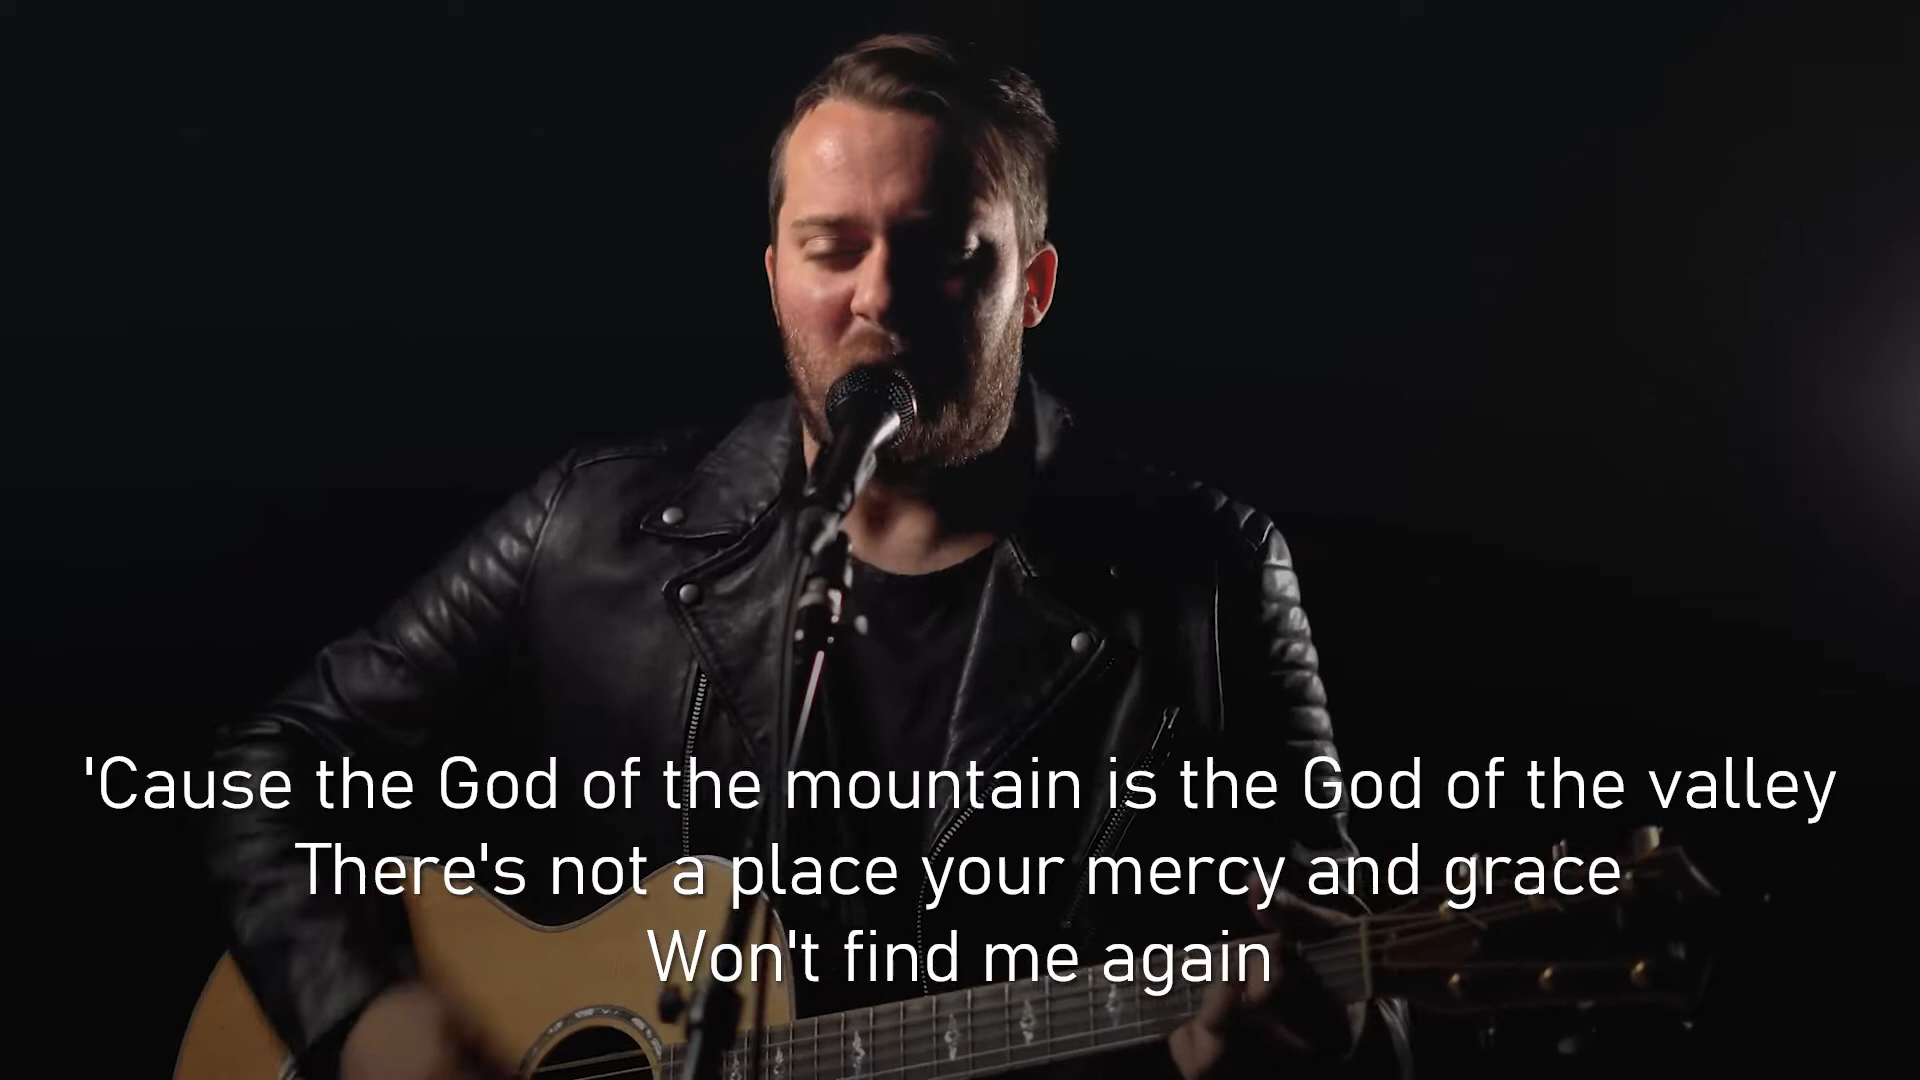 'Cause the God of the mountain is the God of the valley
There's not a place your mercy and grace
Won't find me again